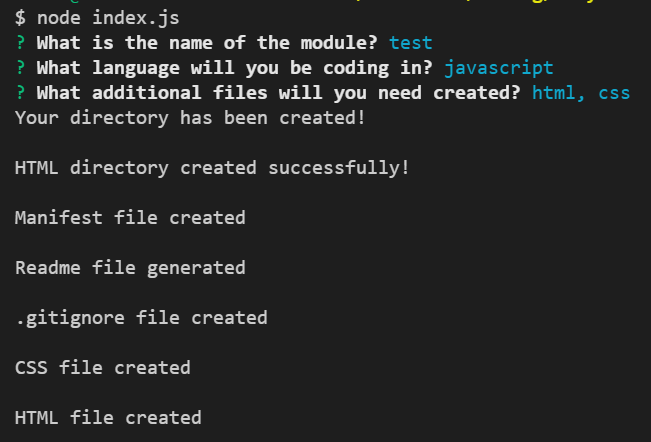 $ node index.js
? What is the name of the module? test
? What language will you be coding in? javascript
? What additional files will you need created? html, css
Your directory has been created!
HTML directory created successfully!
Manifest file created
Readme file generated
.gitignore file created
CSS file created
HTML file created